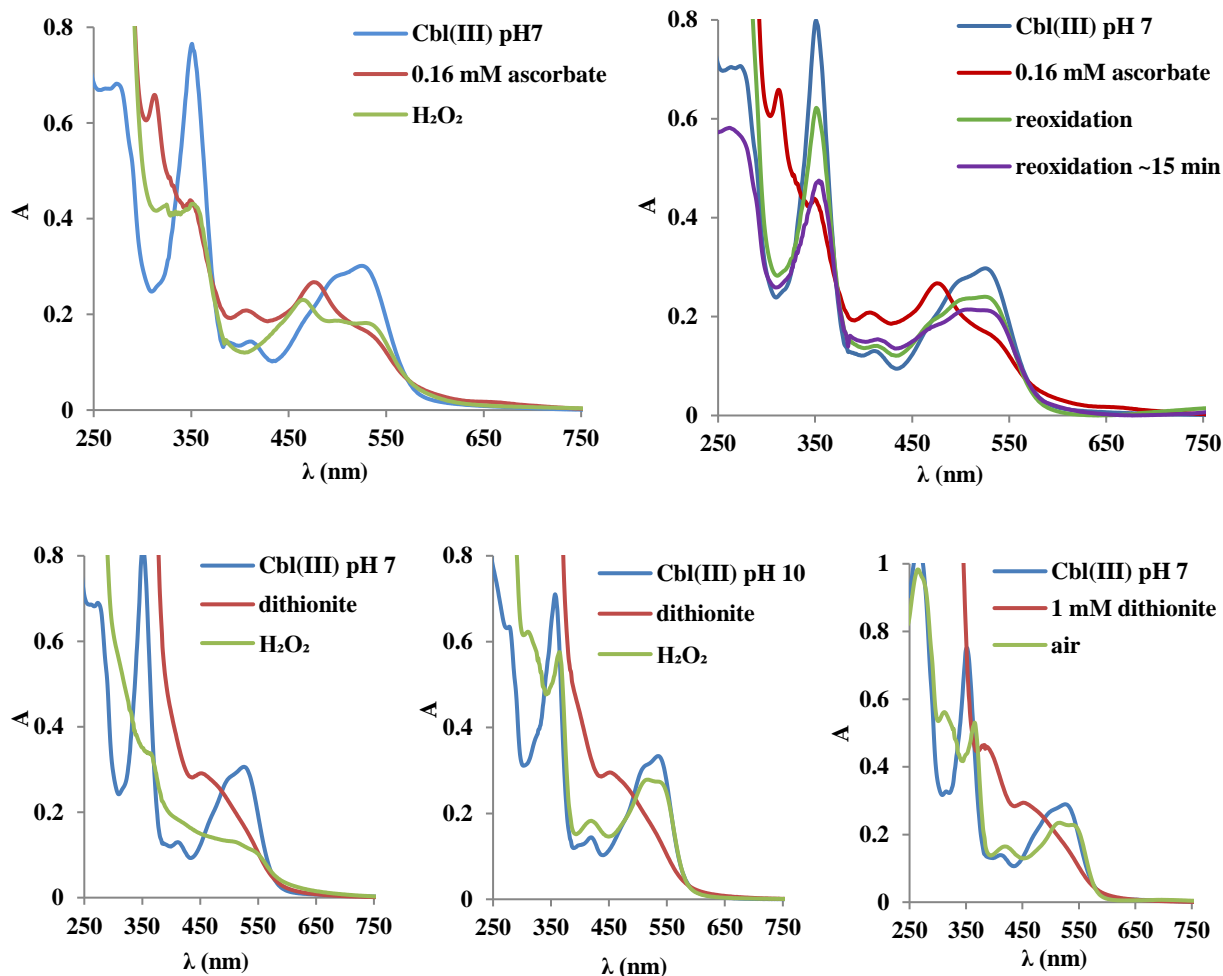 0.8
0.6
0.4
0.2
0
A
250 350 450 550 650 750
λ (nm)
Cbl(III) pH7
0.16 mM ascorbate
H₂O₂
0.8
0.6
0.4
0.2
0
A
250 350 450 550 650 750
λ (nm)
Cbl(III) pH 7
0.16 mM ascorbate
reoxidation
reoxidation ~15 min
0.8
0.6
0.4
0.2
0
A
250 350 450 550 650 750
λ (nm)
Cbl(III) pH 7
dithionite
H₂O₂
0.8
0.6
0.4
0.2
0
A
250 350 450 550 650 750
λ (nm)
Cbl(III) pH 10
dithionite
H₂O₂
1
0.8
0.6
0.4
0.2
0
A
250 350 450 550 650 750
λ (nm)
Cbl(III) pH 7
1 mM dithionite
air